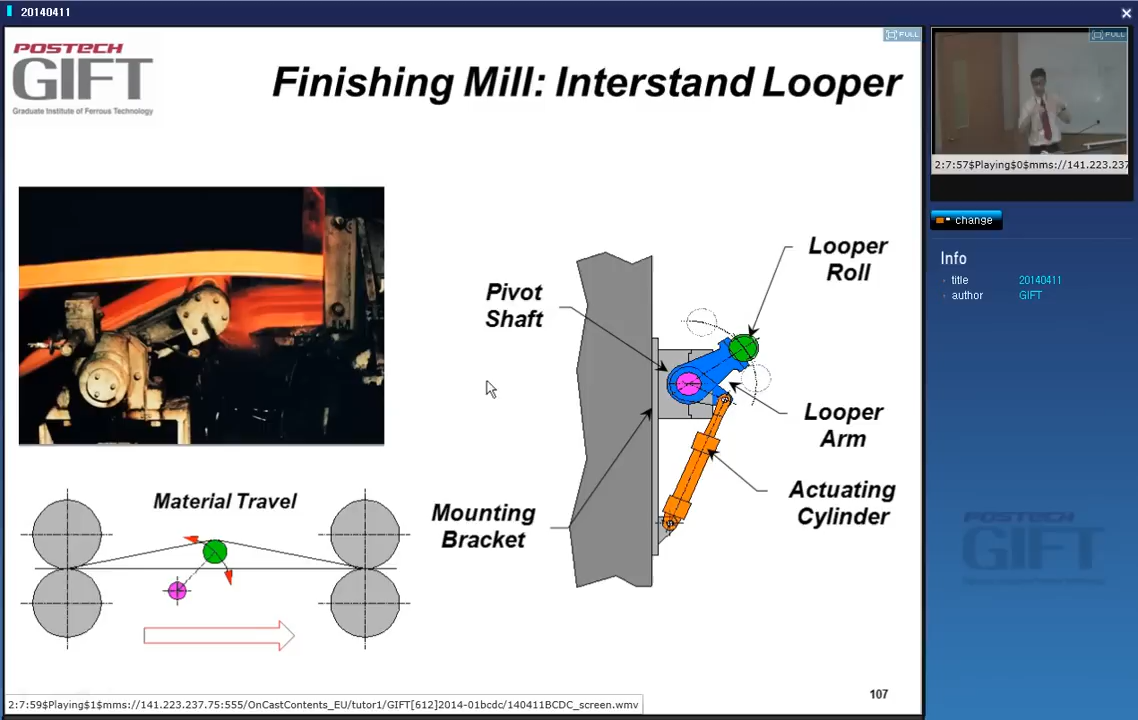 20140411
POSTECH
GIFT
Graduate Institute of Ferrous Technology
Finishing Mill: Interstand Looper
FULL
FULL
2:7:57$Playing$0$mms://141.223.237
change
Info
title 20140411
author GIFT
Looper
Roll
Pivot
Shaft
Looper
Arm
Actuating
Cylinder
Mounting
Bracket
Material Travel
POSTECH
GIFT
107
2:7:59$Playing$1$mms://141.223.237.75:555/OnCastContents_EU/tutor1/GIFT[612]2014-01bcdc/140411BCDC_screen.wmv